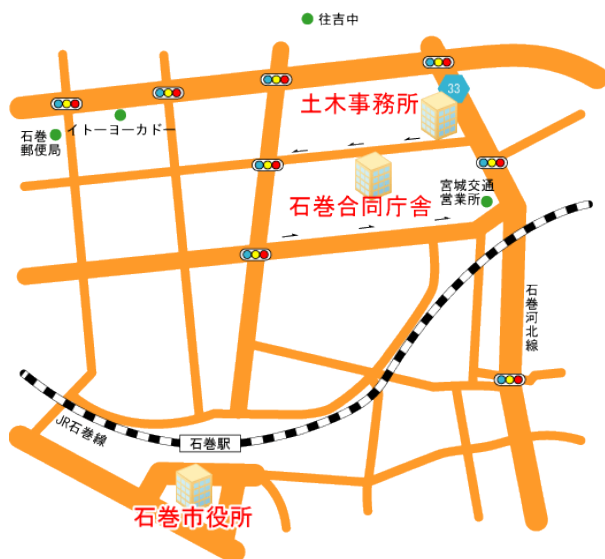 住吉中
33
土木事務所
イトーヨーカドー
石巻
郵便局
宮城交通
営業所
石巻合同庁舎
石巻河北線
JR石巻線
石巻駅
石巻市役所